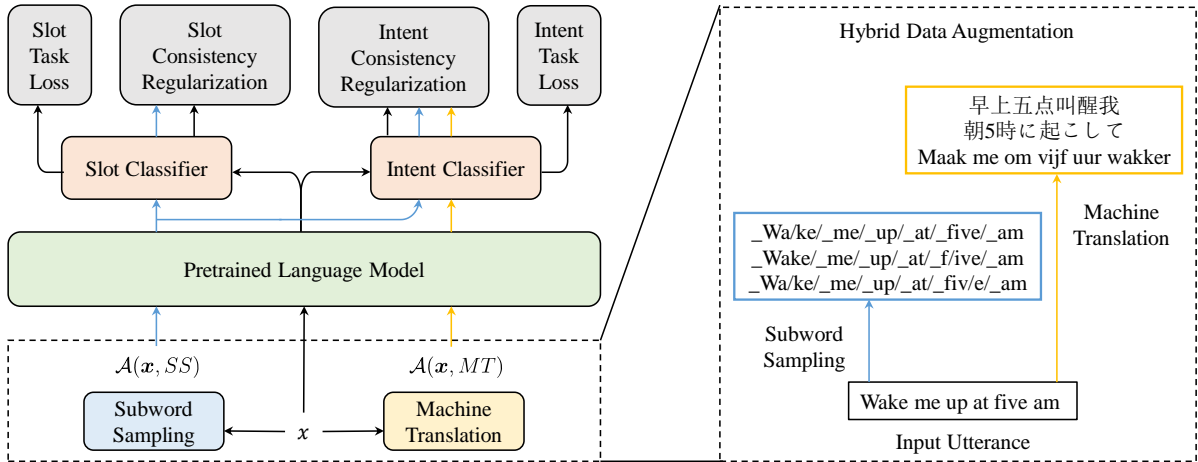 Slot
Task
Loss
Slot
Consistency
Regularization
Intent
Consistency
Regularization
Intent
Task
Loss
Slot Classifier
Intent Classifier
Pretrained Language Model
𝒜(𝒙, SS)
𝒜(𝒙, MT)
Subword
Sampling
x
Machine
Translation
Hybrid Data Augmentation
早上五点叫醒我
朝5時に起こして
Maak me om vijf uur wakker
Machine
Translation
_Wa/ke/_me/_up/_at/_five/_am
_Wake/_me/_up/_at/_f/ive/_am
_Wa/ke/_me/_up/_at/_fiv/e/_am
Subword
Sampling
Wake me up at five am
Input Utterance